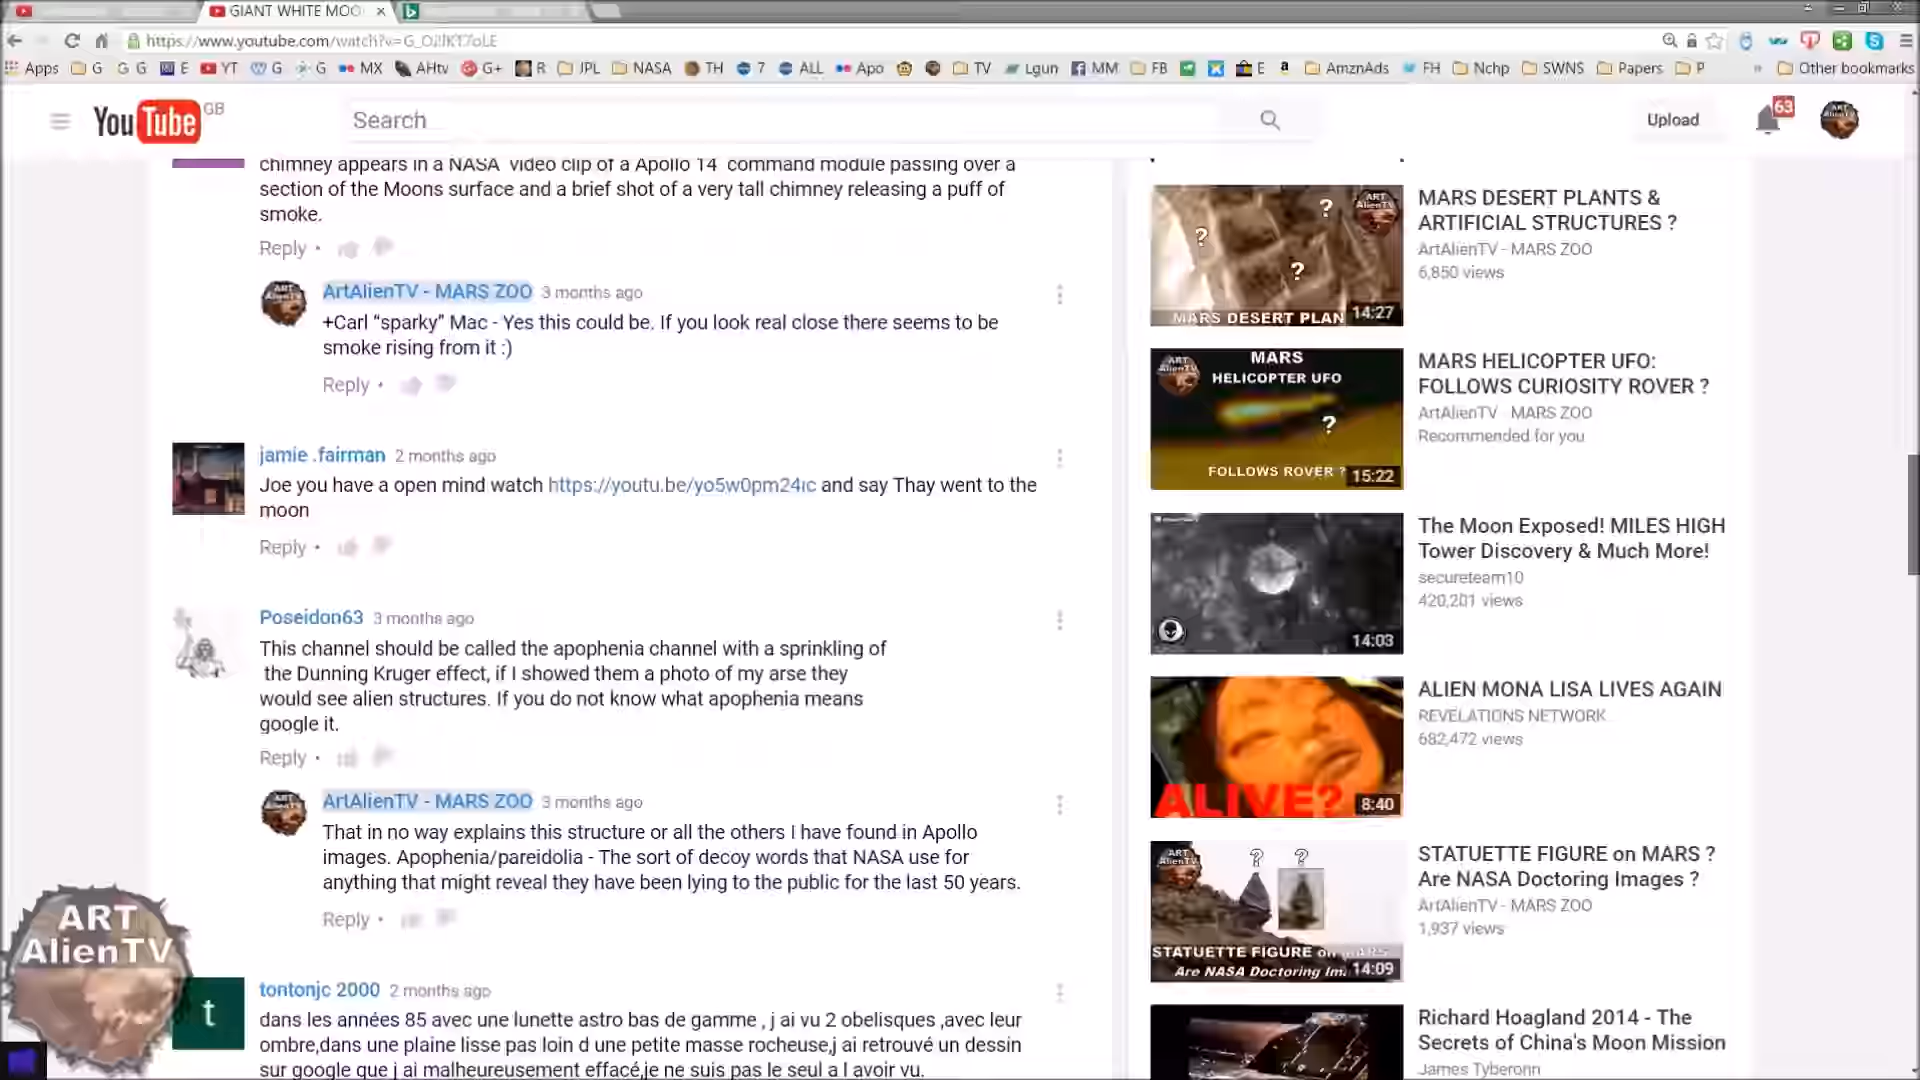 GIANT WHITE MOO
https://www.youtube.com/watch?v=
Apps G G G E YT G G MX AHtv G+ R JPL NASA TH 7 ALL Apo TV Lgun MM FB E AmznAds FH Nchp SWNS Papers P Other bookmarks
YouTube GB
Search
Upload
63
chimney appears in a NASA video clip of a Apollo 14 command module passing over a
section of the Moons surface and a brief shot of a very tall chimney releasing a puff of
smoke.
Reply •
ArtAlienTV - MARS ZOO 3 months ago
+Carl “sparky” Mac - Yes this could be. If you look real close there seems to be
smoke rising from it :)
Reply •
jamie .fairman 2 months ago
Joe you have a open mind watch https://youtu.be/yo5w0pm24ic and say Thay went to the
moon
Reply •
Poseidon63 3 months ago
This channel should be called the apophenia channel with a sprinkling of
the Dunning Kruger effect, if I showed them a photo of my arse they
would see alien structures. If you do not know what apophenia means
google it.
Reply •
ArtAlienTV - MARS ZOO 3 months ago
That in no way explains this structure or all the others I have found in Apollo
images. Apophenia/pareidolia - The sort of decoy words that NASA use for
anything that might reveal they have been lying to the public for the last 50 years.
Reply •
ART
AlienTV
t
tontonjc 2000 2 months ago
dans les années 85 avec une lunette astro bas de gamme , j ai vu 2 obelisques ,avec leur
ombre,dans une plaine lisse pas loin d une petite masse rocheuse,j ai retrouvé un dessin
sur google que j ai malheureusement effacé,je ne suis pas le seul a l avoir vu.
? ? ?
ART
AlienTV
MARS DESERT PLAN
14:27
MARS DESERT PLANTS &
ARTIFICIAL STRUCTURES ?
ArtAlienTV - MARS ZOO
6,850 views
MARS
HELICOPTER UFO
?
FOLLOWS ROVER ?
15:22
MARS HELICOPTER UFO:
FOLLOWS CURIOSITY ROVER ?
ArtAlienTV - MARS ZOO
Recommended for you
14:03
The Moon Exposed! MILES HIGH
Tower Discovery & Much More!
secureteam10
420,201 views
ALIVE?
8:40
ALIEN MONA LISA LIVES AGAIN
REVELATIONS NETWORK
682,472 views
? ?
STATUETTE FIGURE on
Are NASA Doctoring Im
14:09
STATUETTE FIGURE on MARS ?
Are NASA Doctoring Images ?
ArtAlienTV - MARS ZOO
1,937 views
Richard Hoagland 2014 - The
Secrets of China's Moon Mission
James Tyberonn